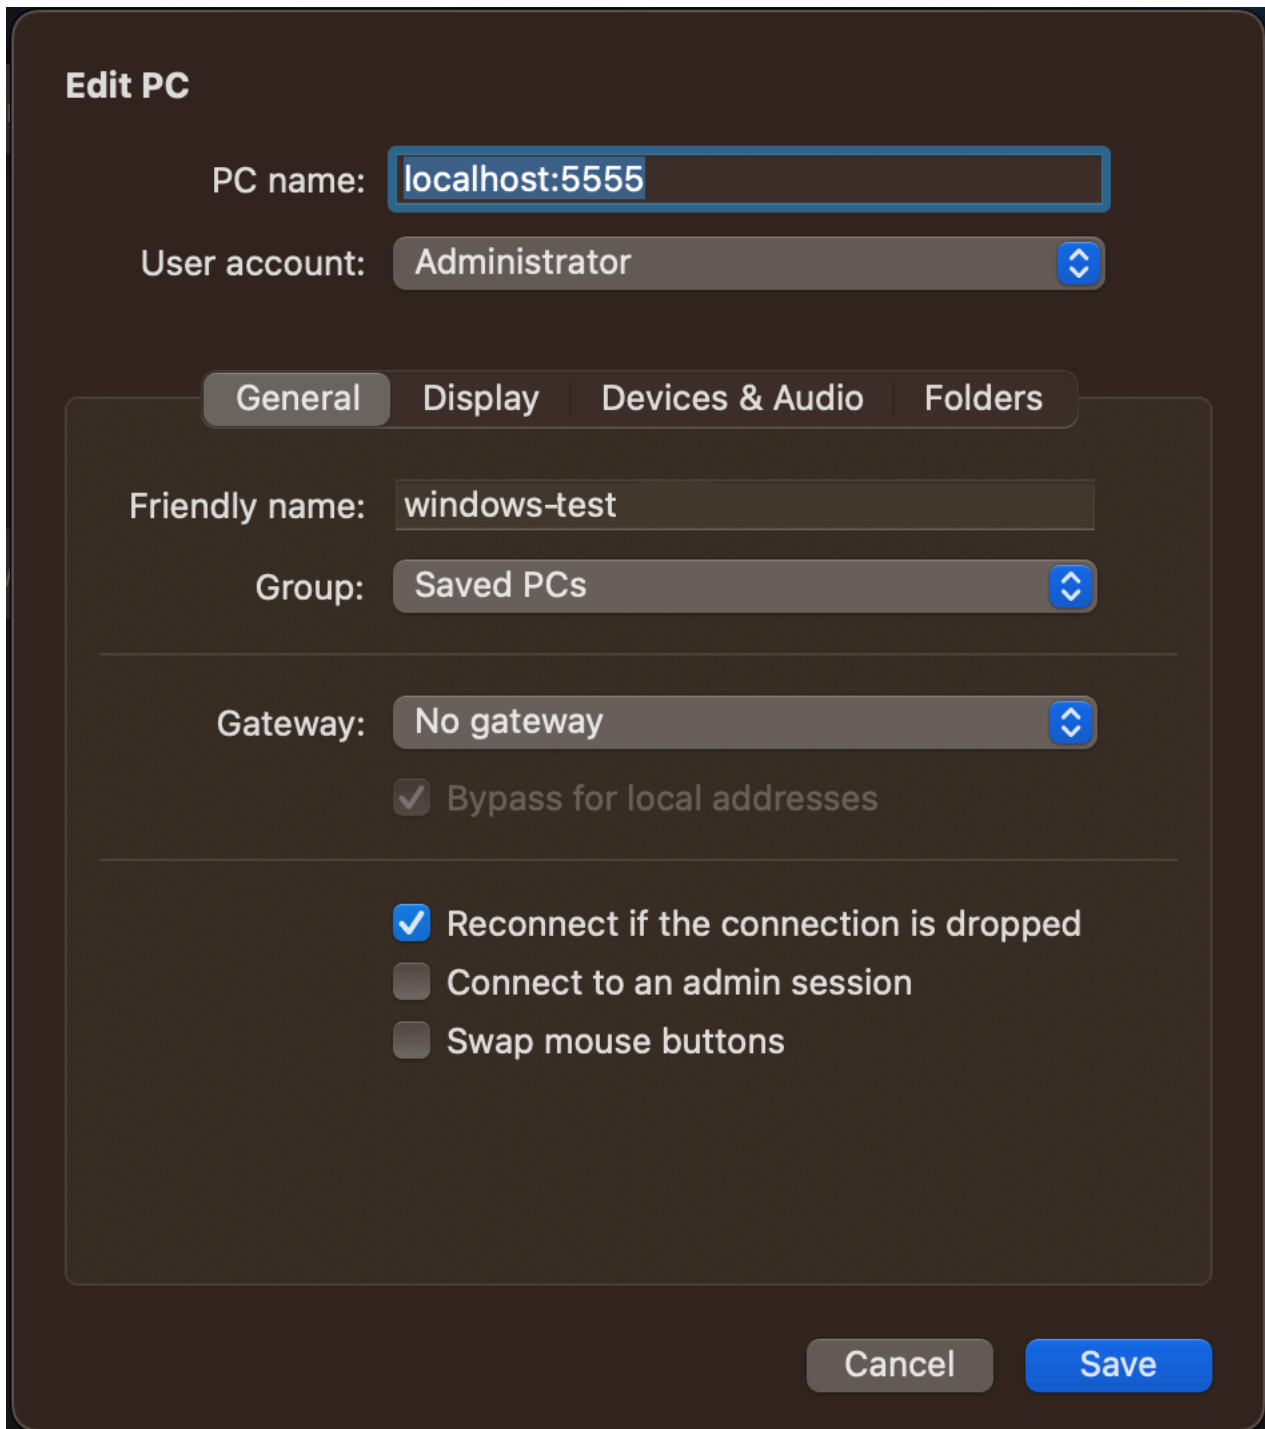 Edit PC
PC name: localhost:5555
User account: Administrator
General Display Devices & Audio Folders
Friendly name: windows-test
Group: Saved PCs
Gateway: No gateway
Bypass for local addresses
Reconnect if the connection is dropped
Connect to an admin session
Swap mouse buttons
Cancel Save